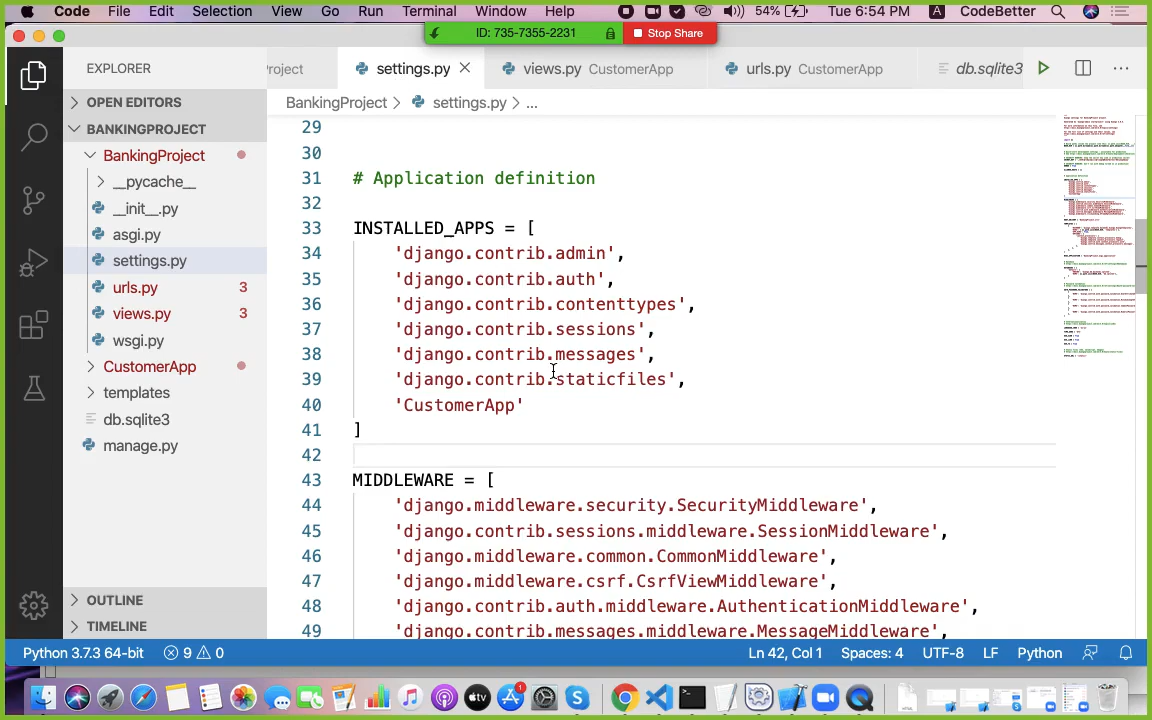 Code File Edit Selection View Go Run Terminal Window Help 54% Tue 6:54 PM A CodeBetter
ID: 735-7355-2231 Stop Share
EXPLORER
roject settings.py views.py CustomerApp urls.py CustomerApp db.sqlite3
OPEN EDITORS
BANKINGPROJECT
BankingProject
__pycache__
__init__.py
asgi.py
settings.py
urls.py 3
views.py 3
wsgi.py
CustomerApp
templates
db.sqlite3
manage.py
OUTLINE
TIMELINE
BankingProject > settings.py > ...
29
30
31 # Application definition
32
33 INSTALLED_APPS = [
34 'django.contrib.admin',
35 'django.contrib.auth',
36 'django.contrib.contenttypes',
37 'django.contrib.sessions',
38 'django.contrib.messages',
39 'django.contrib.staticfiles',
40 'CustomerApp'
41 ]
42
43 MIDDLEWARE = [
44 'django.middleware.security.SecurityMiddleware',
45 'django.contrib.sessions.middleware.SessionMiddleware',
46 'django.middleware.common.CommonMiddleware',
47 'django.middleware.csrf.CsrfViewMiddleware',
48 'django.contrib.auth.middleware.AuthenticationMiddleware',
49 'django.contrib.messages.middleware.MessageMiddleware',
Python 3.7.3 64-bit 9 0 Ln 42, Col 1 Spaces: 4 UTF-8 LF Python
tv 1